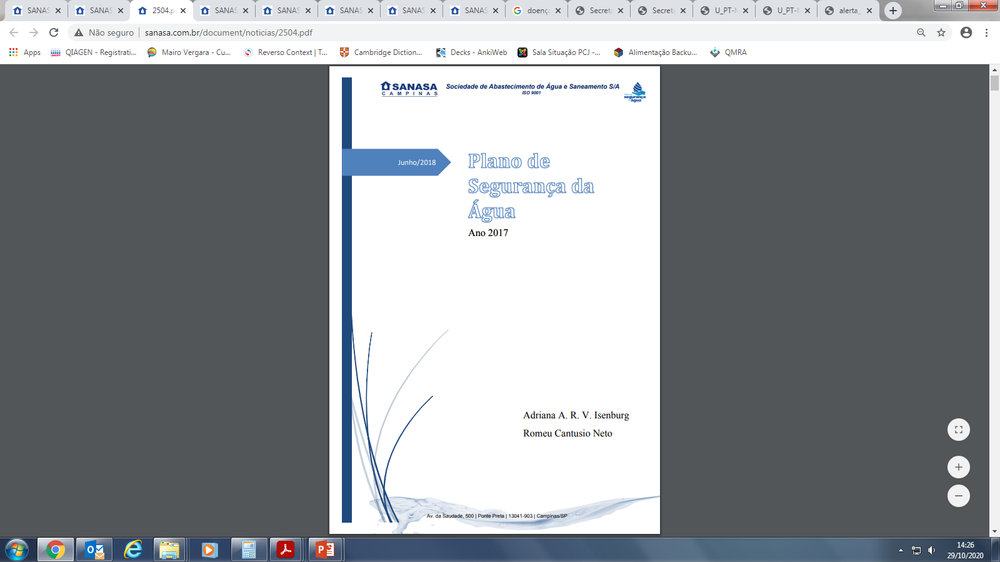 SANAS
SANAS
2504.p
SANAS
SANAS
SANAS
SANAS
SANAS
doenç
Secret
Secret
U_PT-
U_PT-
alerta_
Não seguro
sanasa.com.br/document/noticias/2504.pdf
Apps
QIAGEN - Registrati...
Mairo Vergara - Cu...
Reverso Context | T...
Cambridge Diction...
Decks - AnkiWeb
Sala Situação PCJ -...
Alimentação Backu...
QMRA
SANASA
CAMPINAS
Sociedade de Abastecimento de Água e Saneamento S/A
ISO 9001
Plano de
segurança
da
água
Junho/2018
Plano de
Segurança da
Água
Ano 2017
Adriana A. R. V. Isenburg
Romeu Cantusio Neto
Av. da Saudade, 500 | Ponte Preta | 13041-903 | Campinas/SP
14:26
29/10/2020